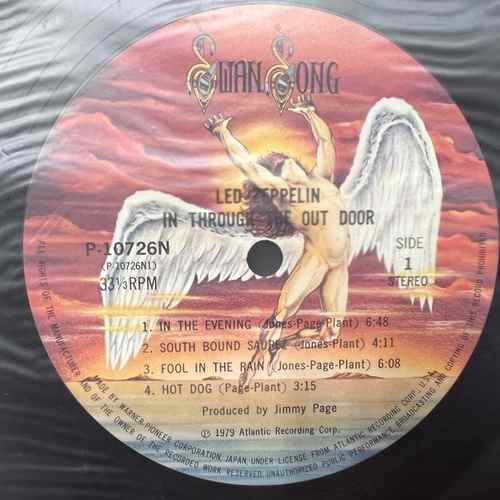 Swan Song
LED ZEPPELIN
IN THROUGH THE OUT DOOR
P-10726N
(P-10726N1)
33⅓RPM
SIDE
1
STEREO
1. IN THE EVENING (Jones-Page-Plant) 6:48
2. SOUTH BOUND SAUREZ (Jones-Plant) 4:11
3. FOOL IN THE RAIN (Jones-Page-Plant) 6:08
4. HOT DOG (Page-Plant) 3:15
Produced by Jimmy Page
℗ © 1979 Atlantic Recording Corp.
MADE BY WARNER-PIONEER CORPORATION, JAPAN, UNDER LICENSE FROM ATLANTIC RECORDING CORP., U.S.A.
ALL RIGHTS OF THE MANUFACTURER AND OF THE OWNER OF THE RECORDED WORK RESERVED. UNAUTHORIZED PUBLIC PERFORMANCE, BROADCASTING AND COPYING OF THIS RECORD PROHIBITED